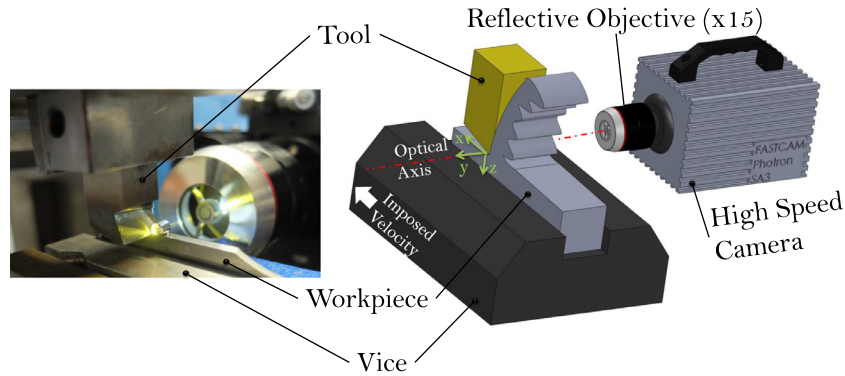 Reflective Objective (x15)
Tool
Optical
Axis
x
y
z
FASTCAM
Photron
SA3
Imposed
Velocity
High Speed
Camera
Workpiece
Vice